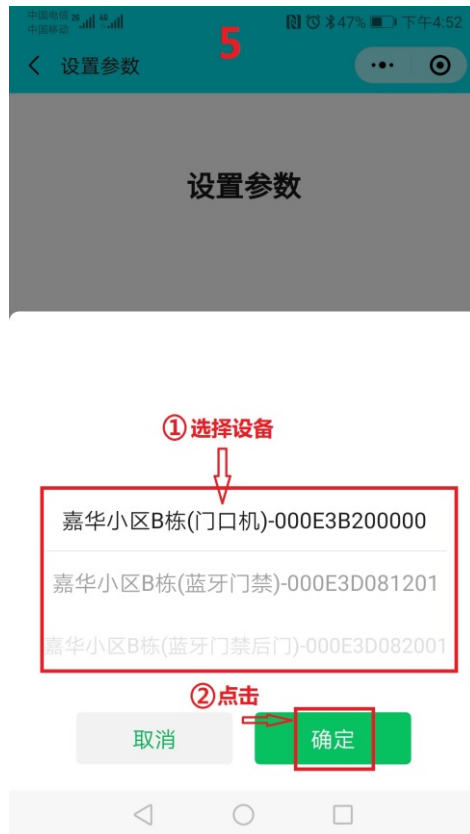 中国电信 2G 4G
中国移动
47% 下午4:52
5
设置参数
设置参数
①选择设备
嘉华小区B栋(门口机)-000E3B200000
嘉华小区B栋(蓝牙门禁)-000E3D081201
嘉华小区B栋(蓝牙门禁后门)-000E3D082001
②点击
取消
确定